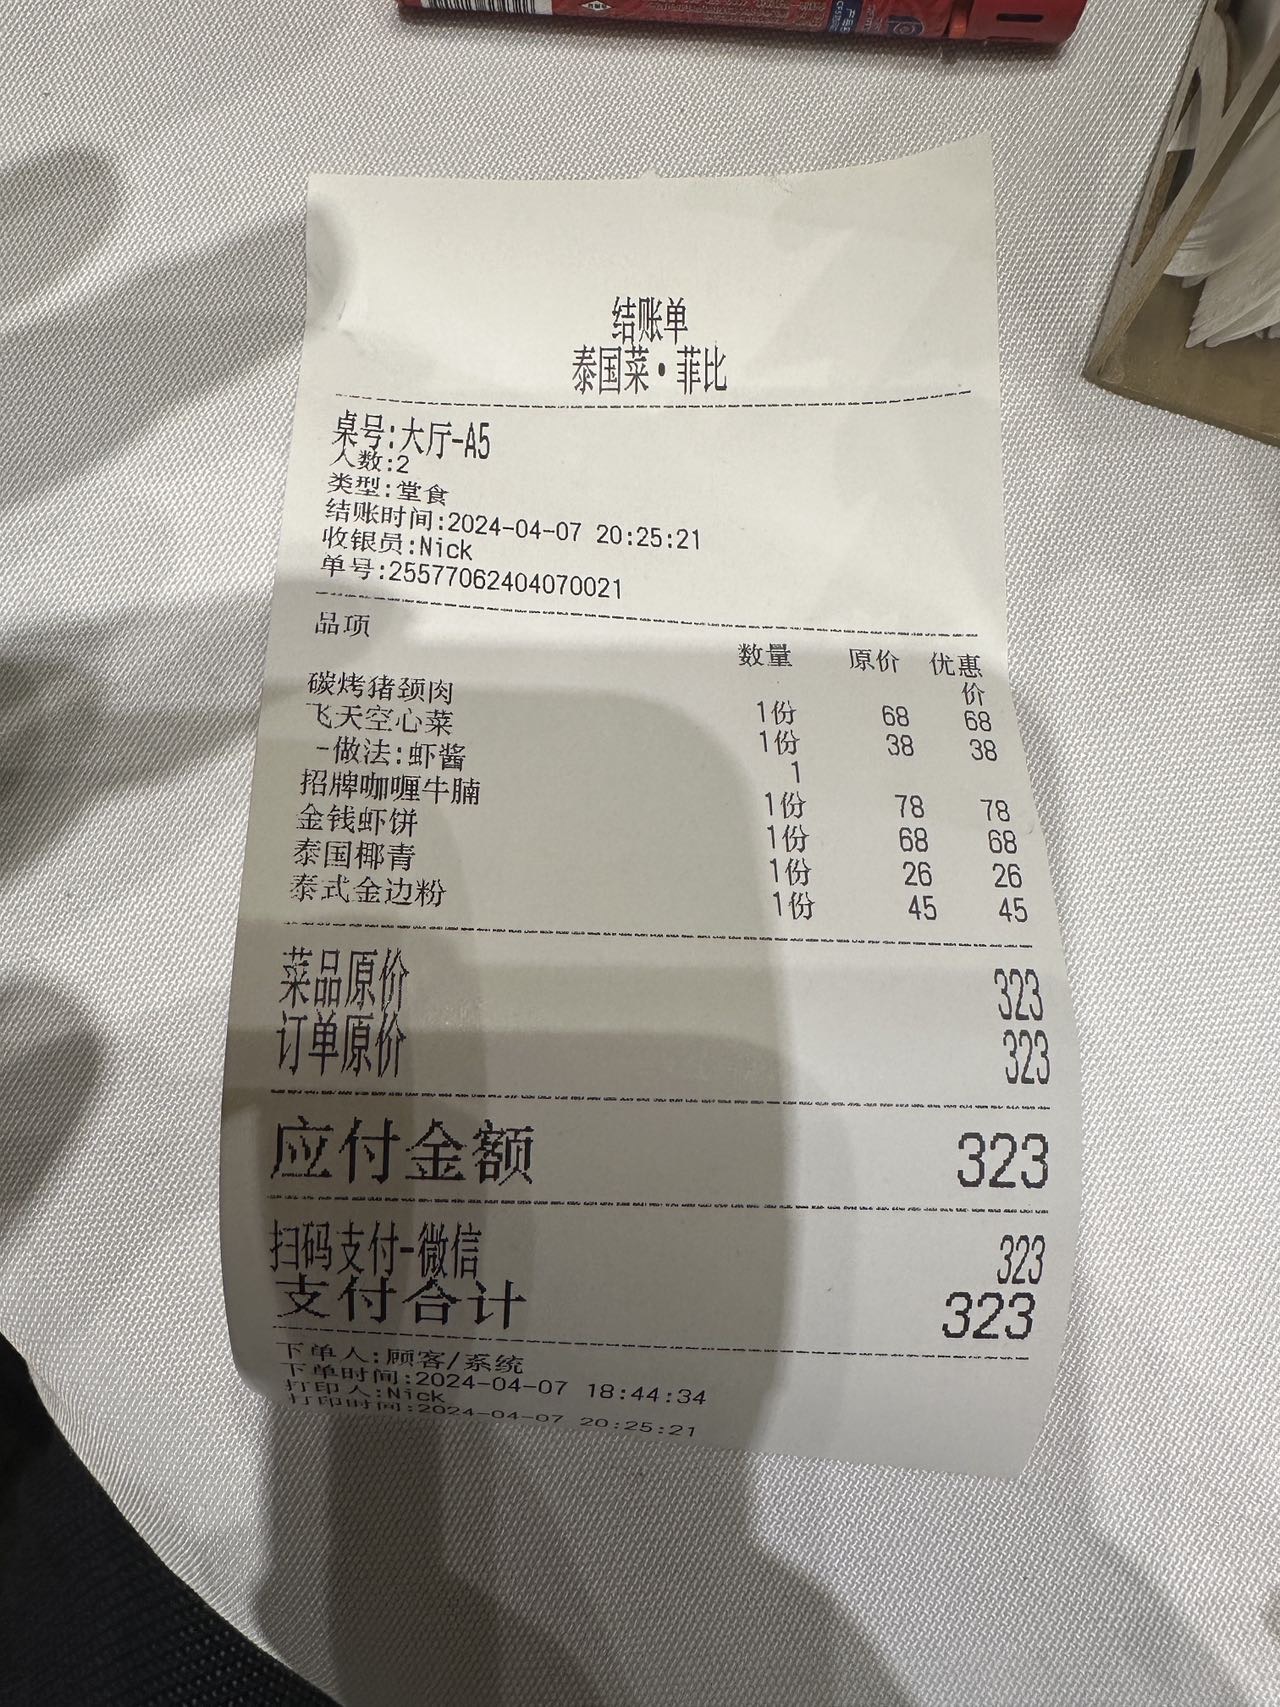 结账单
泰国菜·菲比
桌号:大厅-A5
人数:2
类型:堂食
结账时间:2024-04-07 20:25:21
收银员:Nick
单号:25577062404070021
品项 数量 原价 优惠价
碳烤猪颈肉 1份 68 68
飞天空心菜 1份 38 38
-做法:虾酱 1
招牌咖喱牛腩 1份 78 78
金钱虾饼 1份 68 68
泰国椰青 1份 26 26
泰式金边粉 1份 45 45
菜品原价 323
订单原价 323
应付金额 323
扫码支付-微信 323
支付合计 323
下单人:顾客/系统
下单时间:2024-04-07 18:44:34
打印人:Nick
打印时间:2024-04-07 20:25:21